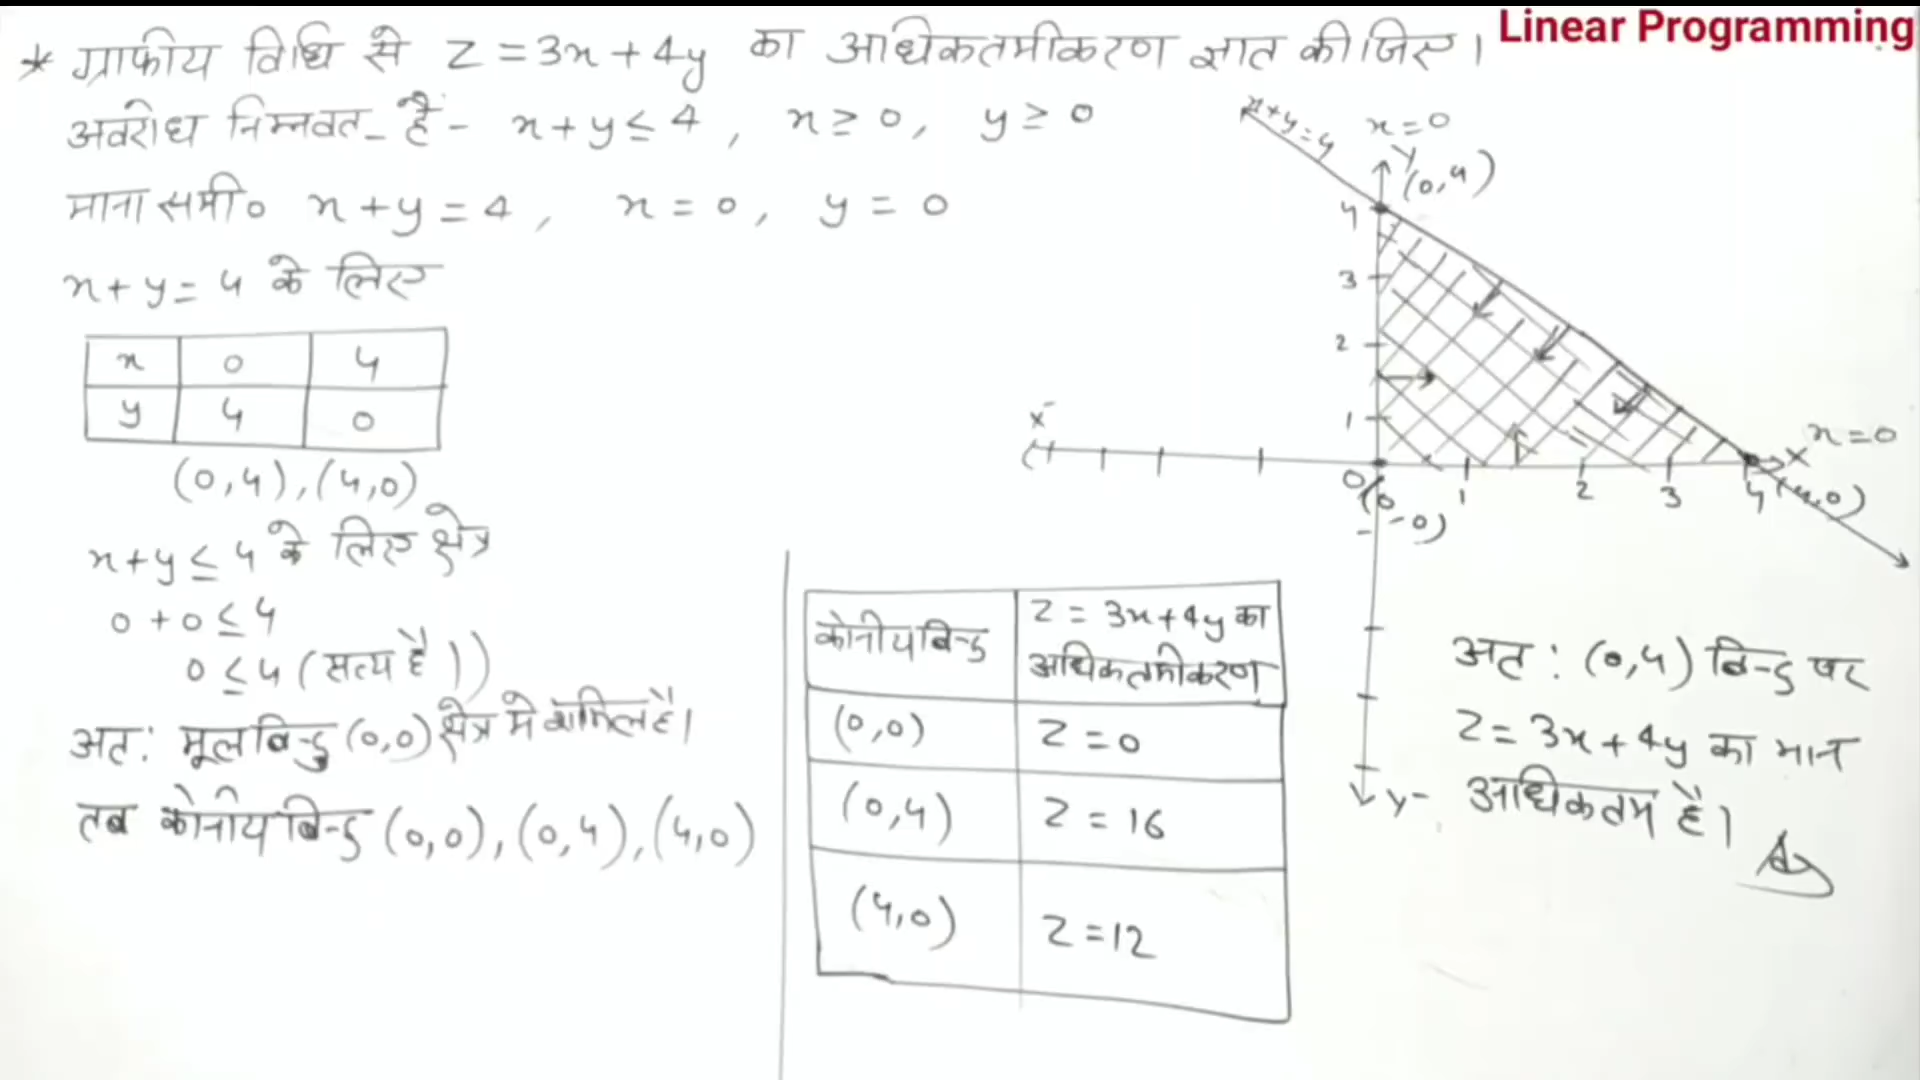 Linear Programming
* ग्राफीय विधि से Z = 3x + 4y का अधिकतमीकरण ज्ञात कीजिए।
अवरोध निम्नवत- है - x + y ≤ 4 , x ≥ 0, y ≥ 0
माना समी० x + y = 4 , x = 0, y = 0
x + y = 4 के लिए
x 0 4
y 4 0
(0,4),(4,0)
x + y ≤ 4 के लिए क्षेत्र
0 + 0 ≤ 4
0 ≤ 4 (सत्य है))
अतः मूल बिन्दु (0,0) क्षेत्र मे शामिल है।
तब कोनीय बिन्दु (0,0),(0,4),(4,0)
x+y=4
x=0
Y
(0,4)
4
3
2
1
X-
0
(0,0)
1 2 3 4
(4,0)
X
x=0
Y-
कोनीय बिन्दु Z = 3x+4y का अधिकतमीकरण
(0,0) Z = 0
(0,4) Z = 16
(4,0) Z = 12
अतः (0,4) बिन्दु पर
Z = 3x+4y का मान
अधिकतम है।